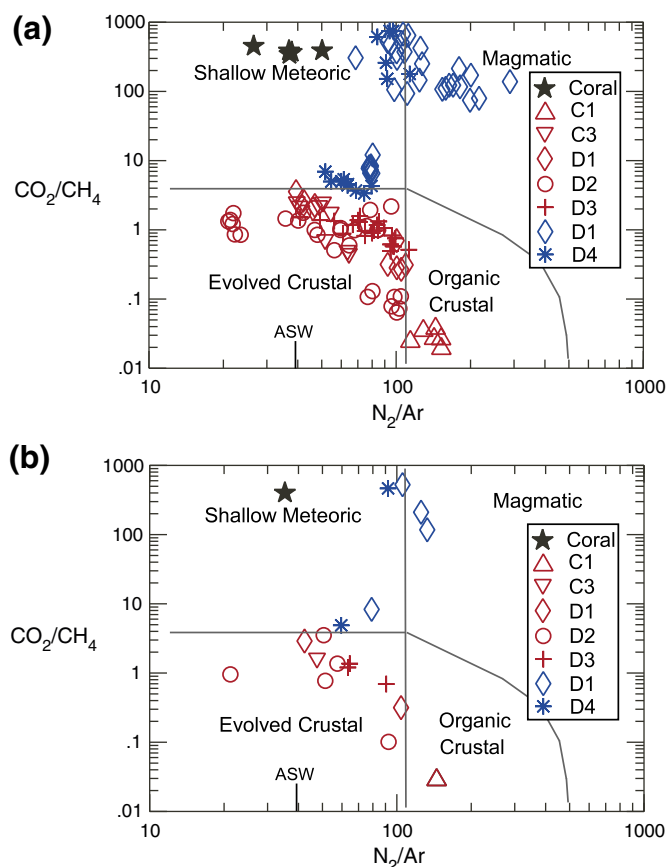 (a)
1000
100
10
1
.1
.01
CO2/CH4
Shallow Meteoric
Magmatic
Evolved Crustal
Organic
Crustal
ASW
Coral
C1
C3
D1
D2
D3
D1
D4
10
100
1000
N2/Ar
(b)
1000
100
10
1
.1
.01
CO2/CH4
Shallow Meteoric
Magmatic
Evolved Crustal
Organic
Crustal
ASW
Coral
C1
C3
D1
D2
D3
D1
D4
10
100
1000
N2/Ar